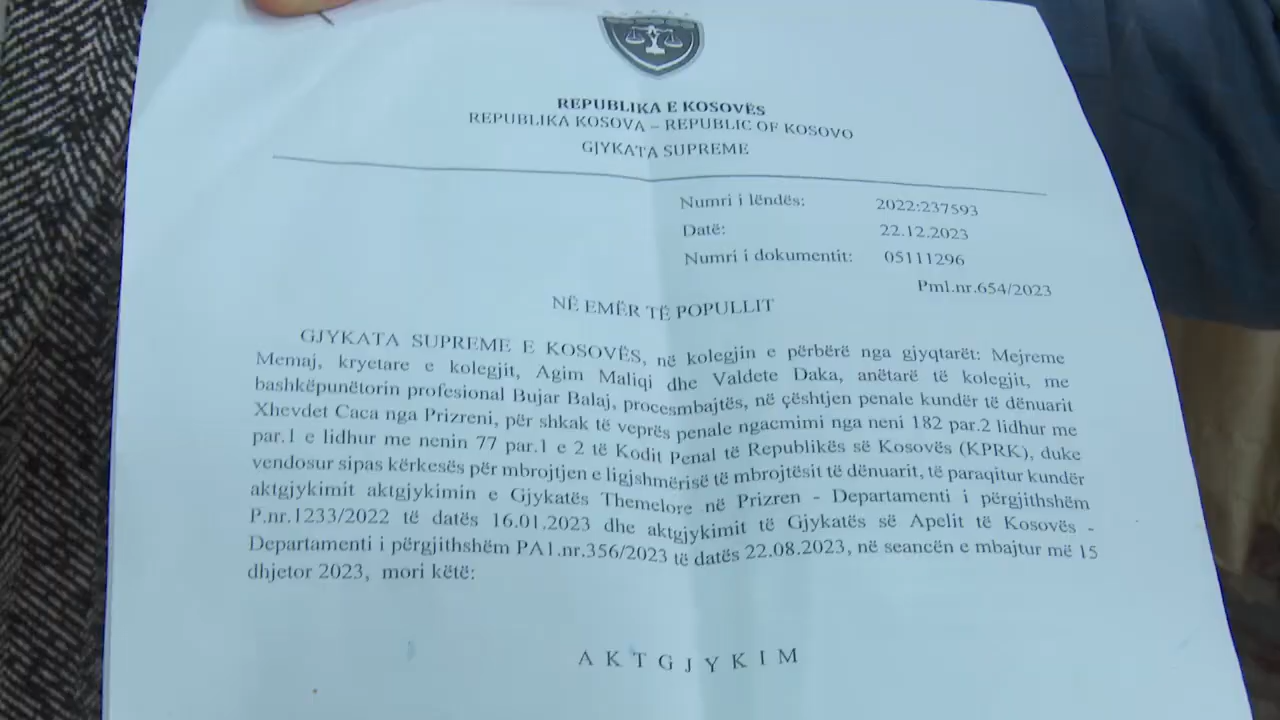 REPUBLIKA E KOSOVËS
REPUBLIKA KOSOVA – REPUBLIC OF KOSOVO
GJYKATA SUPREME
Numri i lëndës: 2022:237593
Datë: 22.12.2023
Numri i dokumentit: 05111296
Pml.nr.654/2023
NË EMËR TË POPULLIT
GJYKATA SUPREME E KOSOVËS, në kolegjin e përbërë nga gjyqtarët: Mejreme
Memaj, kryetare e kolegjit, Agim Maliqi dhe Valdete Daka, anëtarë të kolegjit, me
bashkëpunëtorin profesional Bujar Balaj, procesmbajtës, në çështjen penale kundër të dënuarit
Xhevdet Caca nga Prizreni, për shkak të veprës penale ngacmimi nga neni 182 par.2 lidhur me
par.1 e lidhur me nenin 77 par.1 e 2 të Kodit Penal të Republikës së Kosovës (KPRK), duke
vendosur sipas kërkesës për mbrojtjen e ligjshmërisë të mbrojtësit të dënuarit, të paraqitur kundër
aktgjykimit aktgjykimin e Gjykatës Themelore në Prizren - Departamenti i përgjithshëm
P.nr.1233/2022 të datës 16.01.2023 dhe aktgjykimit të Gjykatës së Apelit të Kosovës -
Departamenti i përgjithshëm PA1.nr.356/2023 të datës 22.08.2023, në seancën e mbajtur më 15
dhjetor 2023, mori këtë:
A K T G J Y K I M